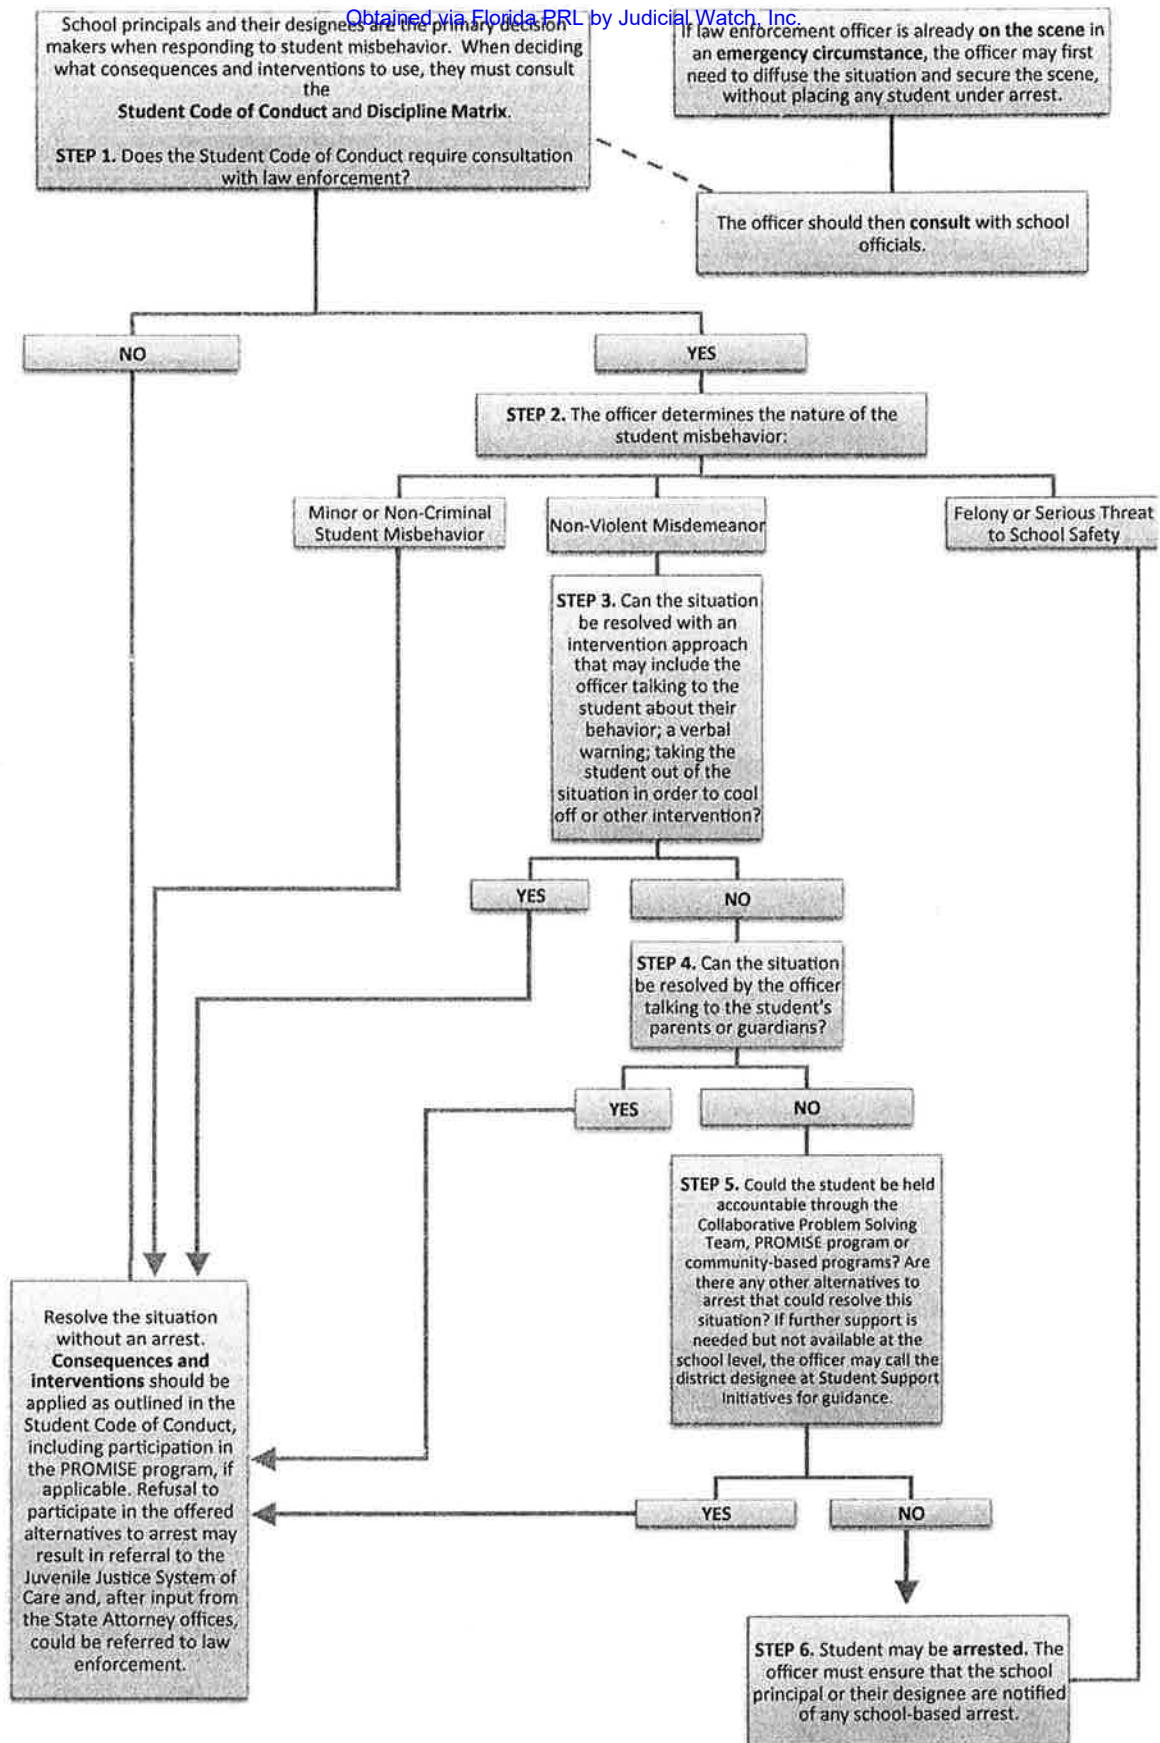 Obtained via Florida PRL by Judicial Watch, Inc.
School principals and their designees are the primary decision
makers when responding to student misbehavior. When deciding
what consequences and interventions to use, they must consult
the
Student Code of Conduct and Discipline Matrix.
STEP 1. Does the Student Code of Conduct require consultation
with law enforcement?
If law enforcement officer is already on the scene in
an emergency circumstance, the officer may first
need to diffuse the situation and secure the scene,
without placing any student under arrest.
The officer should then consult with school
officials.
NO
YES
STEP 2. The officer determines the nature of the
student misbehavior:
Minor or Non-Criminal
Student Misbehavior
Non-Violent Misdemeanor
Felony or Serious Threat
to School Safety
STEP 3. Can the situation
be resolved with an
intervention approach
that may include the
officer talking to the
student about their
behavior; a verbal
warning; taking the
student out of the
situation in order to cool
off or other intervention?
YES
NO
STEP 4. Can the situation
be resolved by the officer
talking to the student's
parents or guardians?
YES
NO
STEP 5. Could the student be held
accountable through the
Collaborative Problem Solving
Team, PROMISE program or
community-based programs? Are
there any other alternatives to
arrest that could resolve this
situation? If further support is
needed but not available at the
school level, the officer may call the
district designee at Student Support
Initiatives for guidance.
YES
NO
Resolve the situation
without an arrest.
Consequences and
interventions should be
applied as outlined in the
Student Code of Conduct,
including participation in
the PROMISE program, if
applicable. Refusal to
participate in the offered
alternatives to arrest may
result in referral to the
Juvenile Justice System of
Care and, after input from
the State Attorney offices,
could be referred to law
enforcement.
STEP 6. Student may be arrested. The
officer must ensure that the school
principal or their designee are notified
of any school-based arrest.